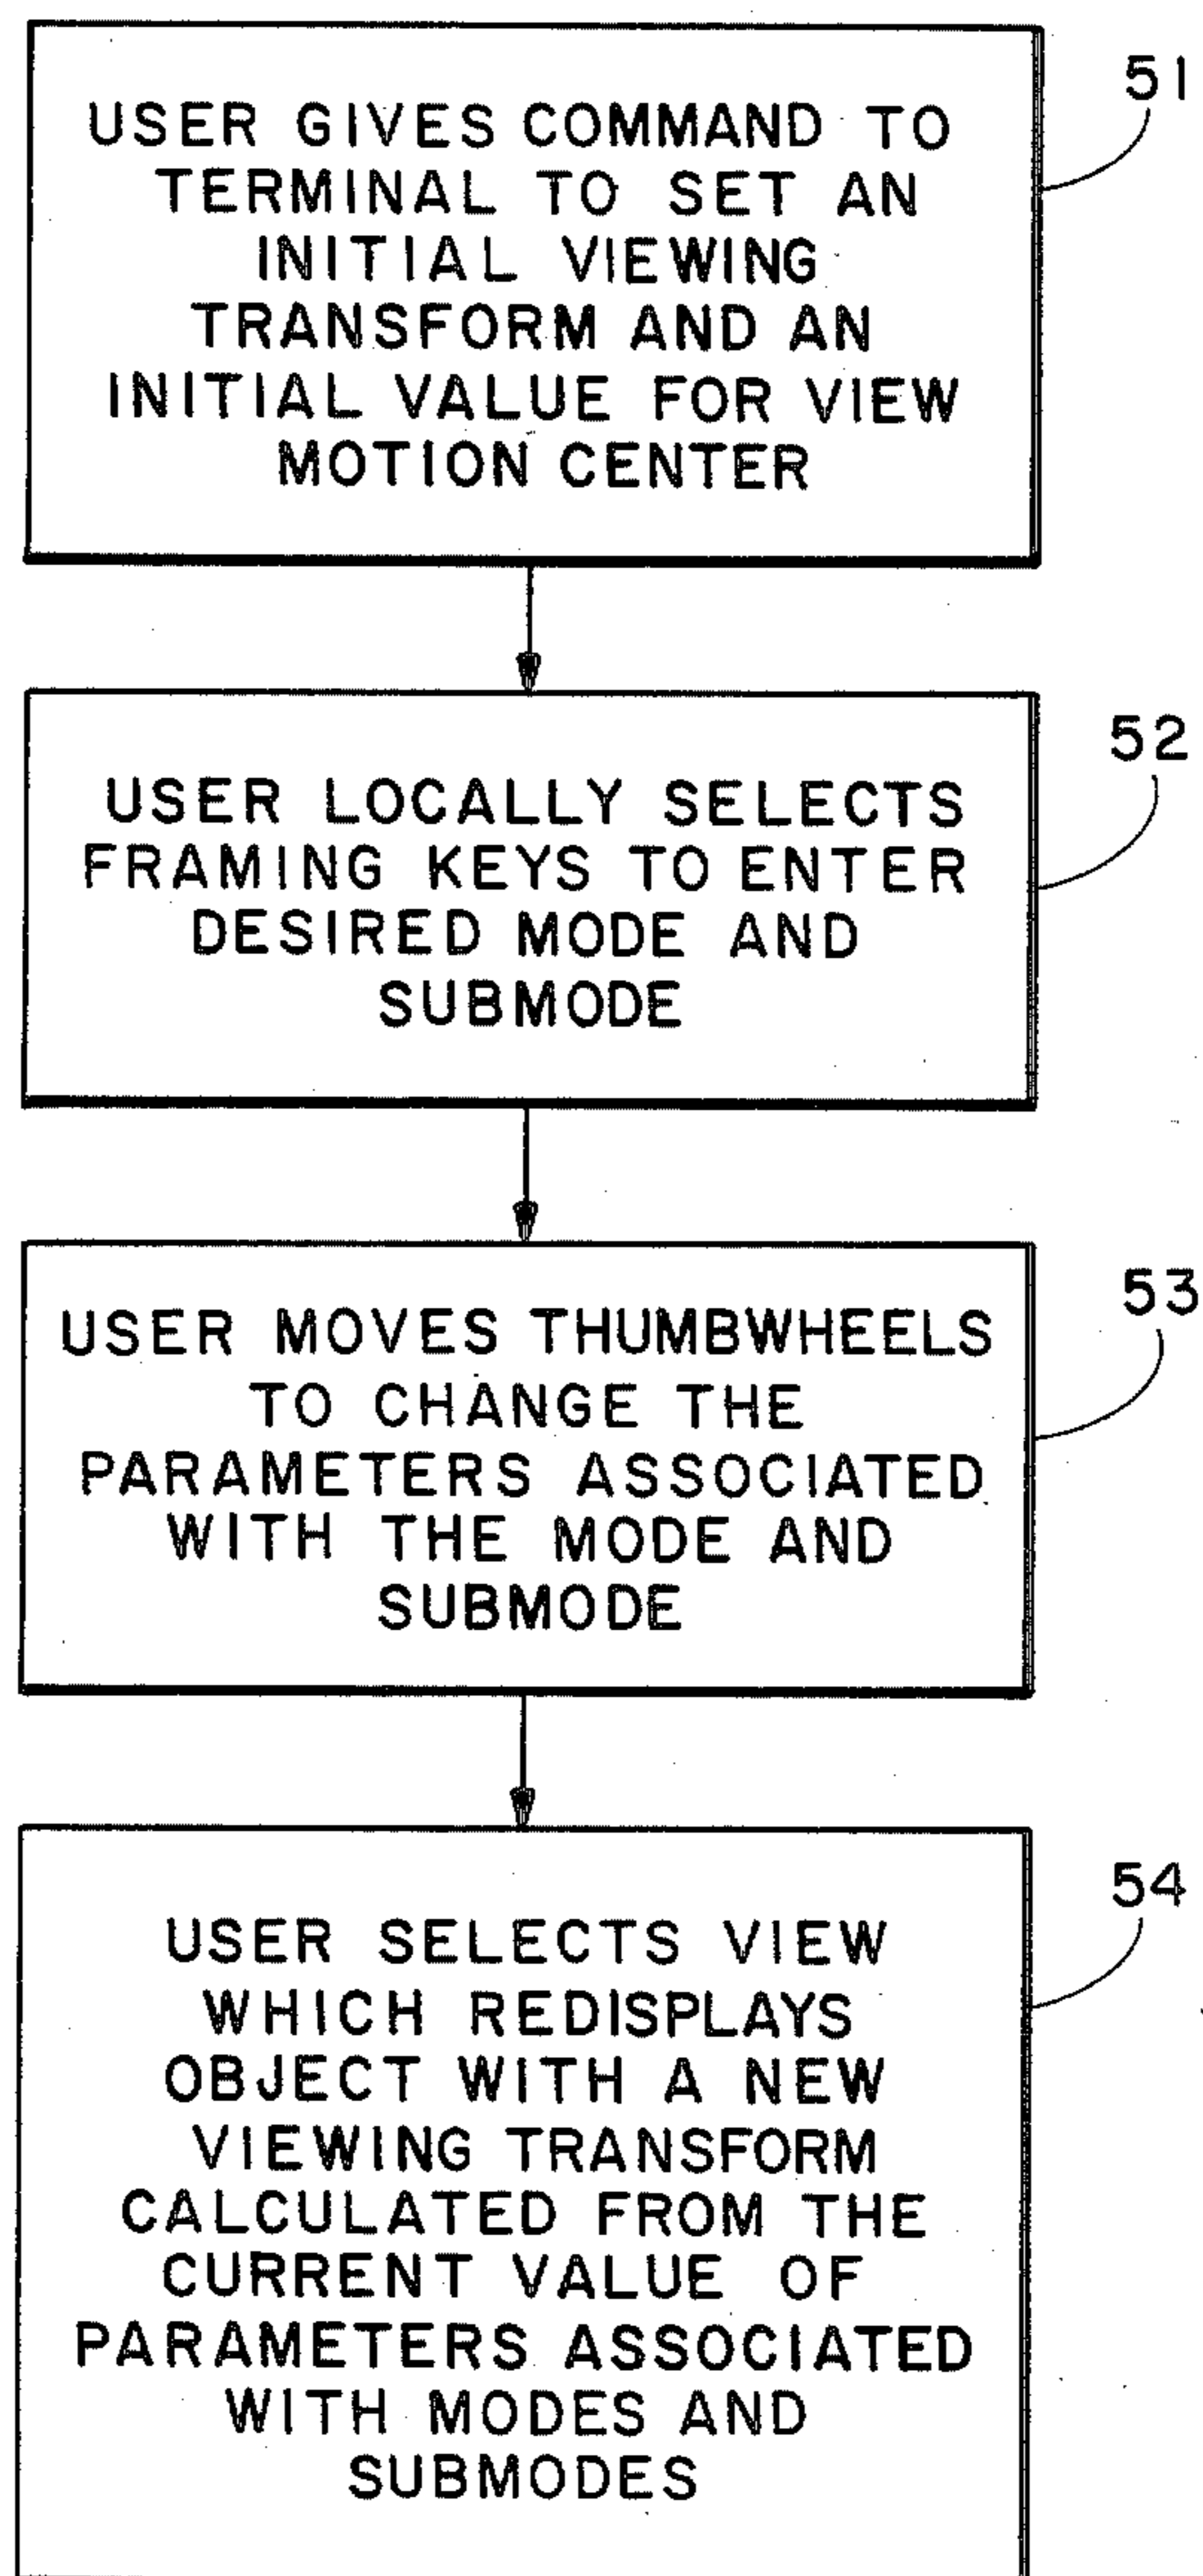 51
USER GIVES COMMAND TO
TERMINAL TO SET AN
INITIAL VIEWING
TRANSFORM AND AN
INITIAL VALUE FOR VIEW
MOTION CENTER
52
USER LOCALLY SELECTS
FRAMING KEYS TO ENTER
DESIRED MODE AND
SUBMODE
53
USER MOVES THUMBWHEELS
TO CHANGE THE
PARAMETERS ASSOCIATED
WITH THE MODE AND
SUBMODE
54
USER SELECTS VIEW
WHICH REDISPLAYS
OBJECT WITH A NEW
VIEWING TRANSFORM
CALCULATED FROM THE
CURRENT VALUE OF
PARAMETERS ASSOCIATED
WITH MODES AND
SUBMODES